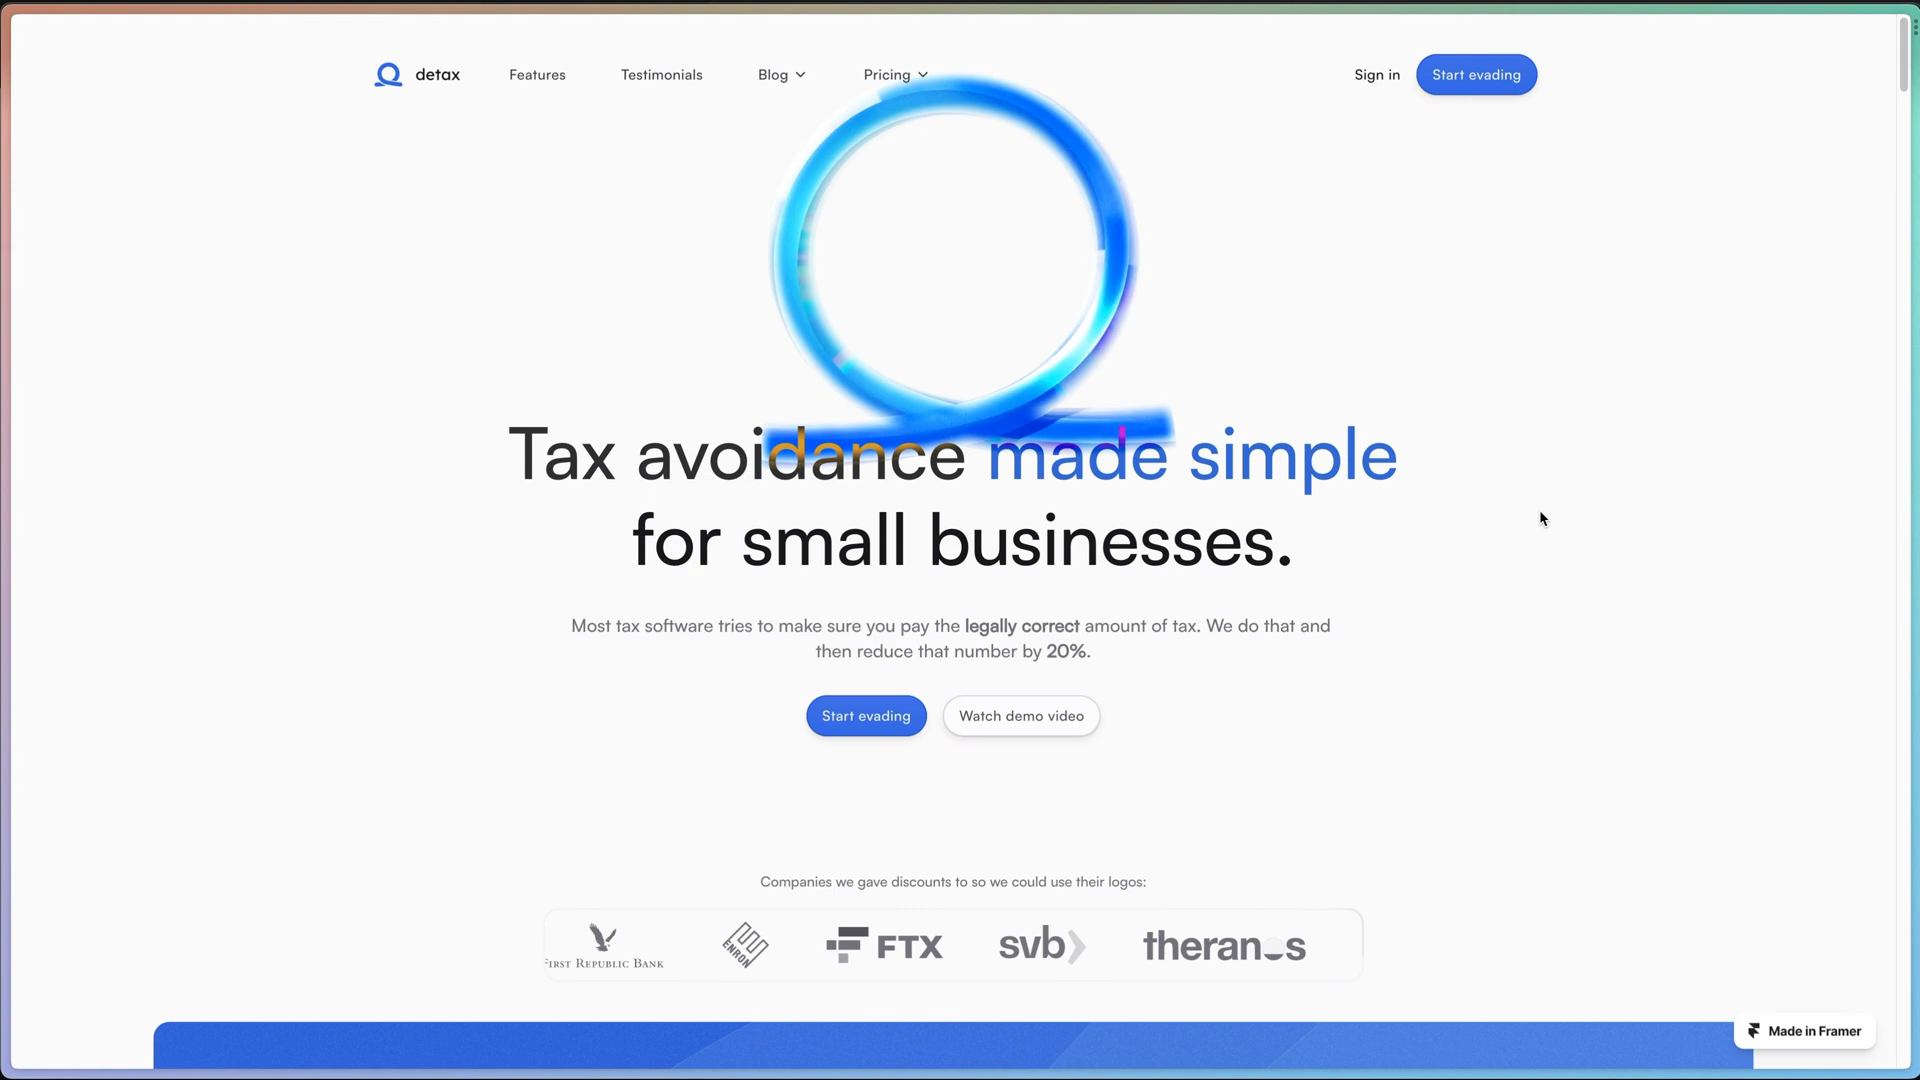 detax
Features
Testimonials
Blog
Pricing
Sign in
Start evading
Tax avoidance made simple
for small businesses.
Most tax software tries to make sure you pay the legally correct amount of tax. We do that and
then reduce that number by 20%.
Start evading
Watch demo video
Companies we gave discounts to so we could use their logos:
FIRST REPUBLIC BANK
ENRON
FTX
svb
theranos
Made in Framer